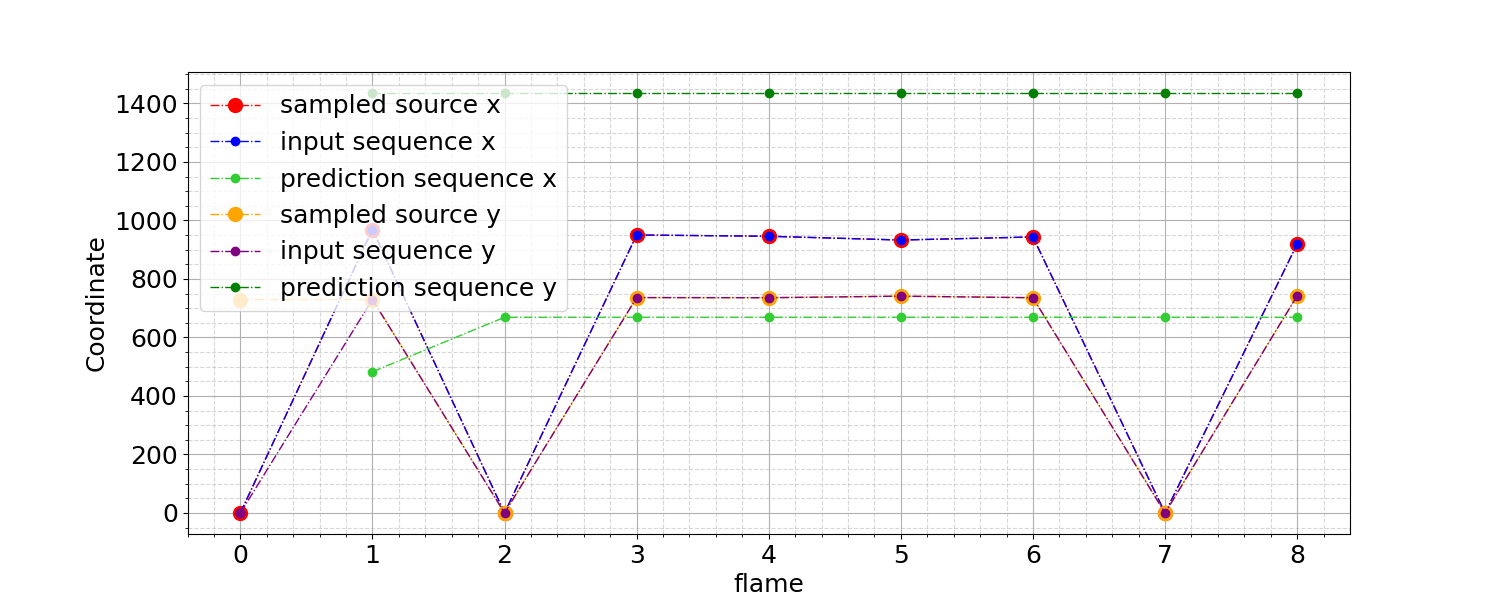 sampled source x
input sequence x
prediction sequence x
sampled source y
input sequence y
prediction sequence y
Coordinate
1400
1200
1000
800
600
400
200
0
0 1 2 3 4 5 6 7 8
flame